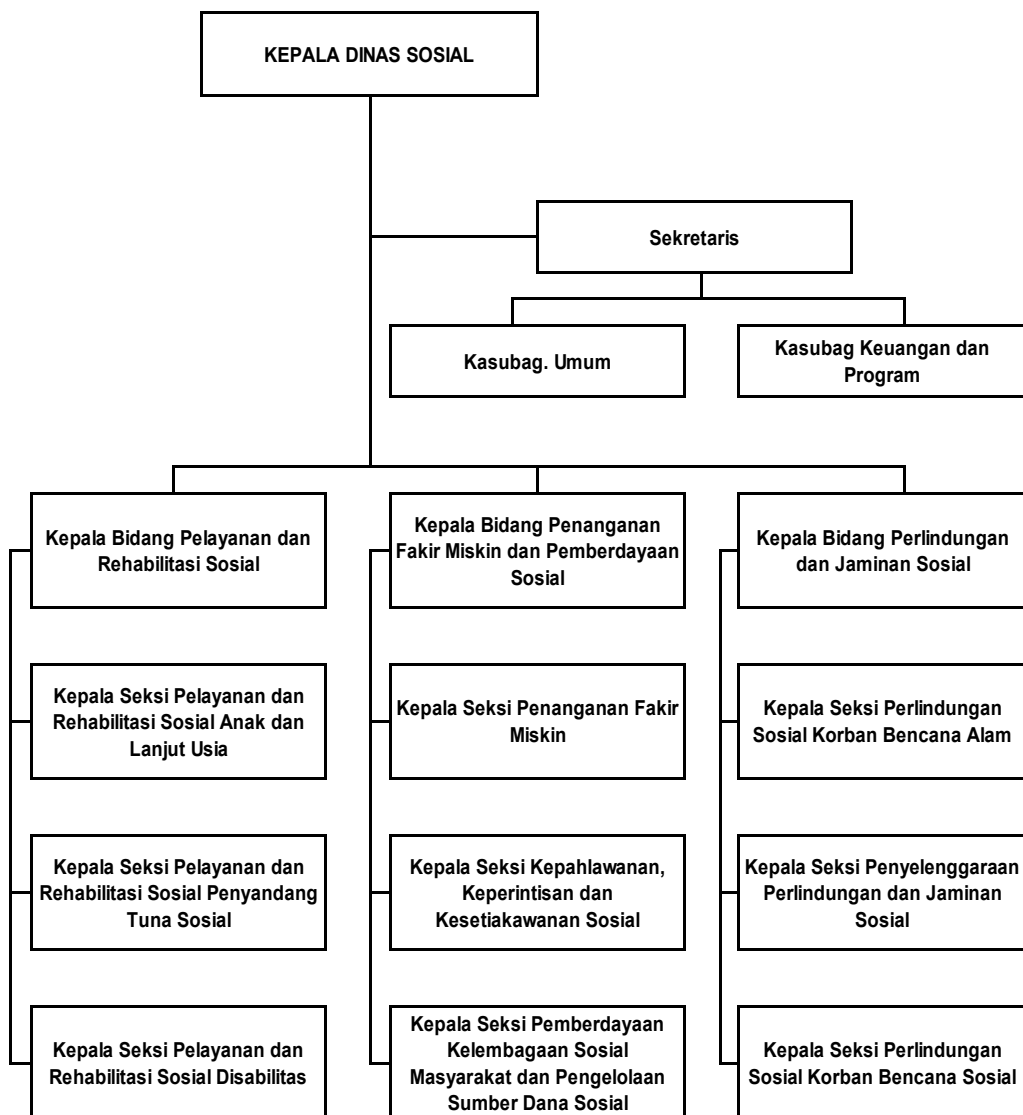 KEPALA DINAS SOSIAL
Sekretaris
Kasubag. Umum
Kasubag Keuangan dan
Program
Kepala Bidang Pelayanan dan
Rehabilitasi Sosial
Kepala Bidang Penanganan
Fakir Miskin dan Pemberdayaan
Sosial
Kepala Bidang Perlindungan
dan Jaminan Sosial
Kepala Seksi Pelayanan dan
Rehabilitasi Sosial Anak dan
Lanjut Usia
Kepala Seksi Penanganan Fakir
Miskin
Kepala Seksi Perlindungan
Sosial Korban Bencana Alam
Kepala Seksi Pelayanan dan
Rehabilitasi Sosial Penyandang
Tuna Sosial
Kepala Seksi Kepahlawanan,
Keperintisan dan
Kesetiakawanan Sosial
Kepala Seksi Penyelenggaraan
Perlindungan dan Jaminan
Sosial
Kepala Seksi Pelayanan dan
Rehabilitasi Sosial Disabilitas
Kepala Seksi Pemberdayaan
Kelembagaan Sosial
Masyarakat dan Pengelolaan
Sumber Dana Sosial
Kepala Seksi Perlindungan
Sosial Korban Bencana Sosial